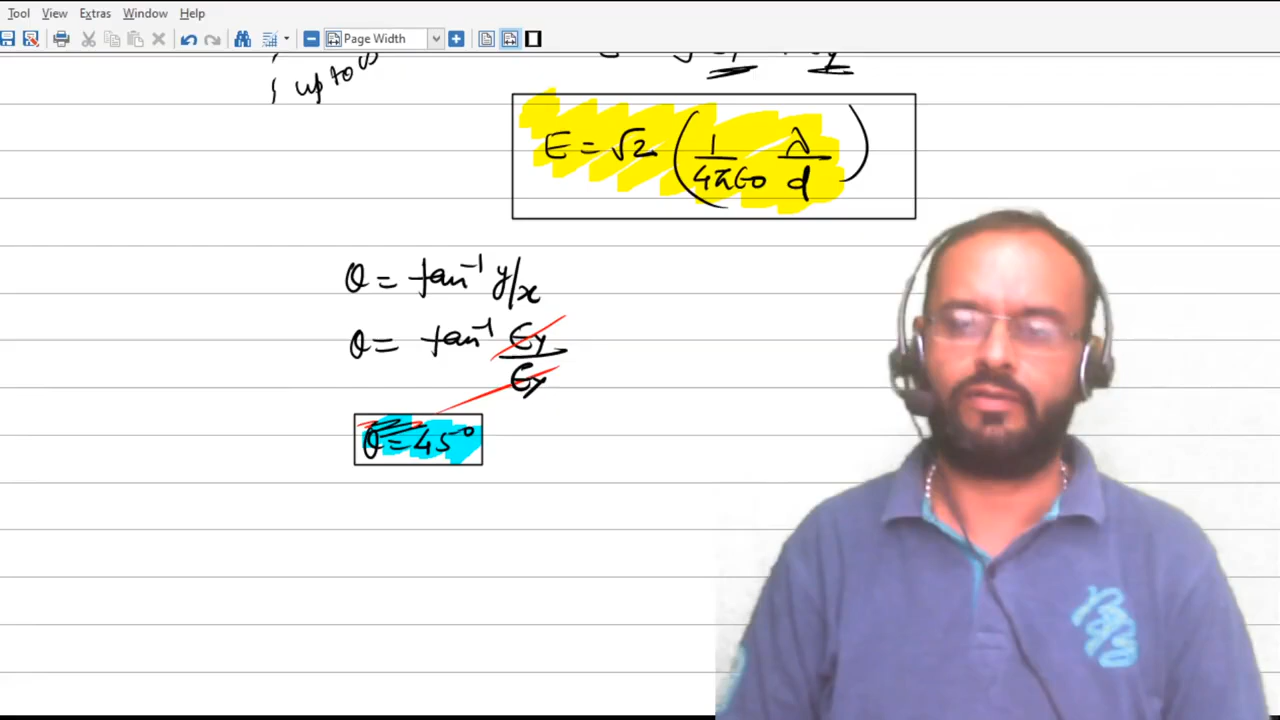 Tool View Extras Window Help
Page Width
up to ∞
E = √2 ( 1/4πϵ0 λ/d )
θ = tan⁻¹ y/x
θ = tan⁻¹ Ey/Ey
θ = 45°